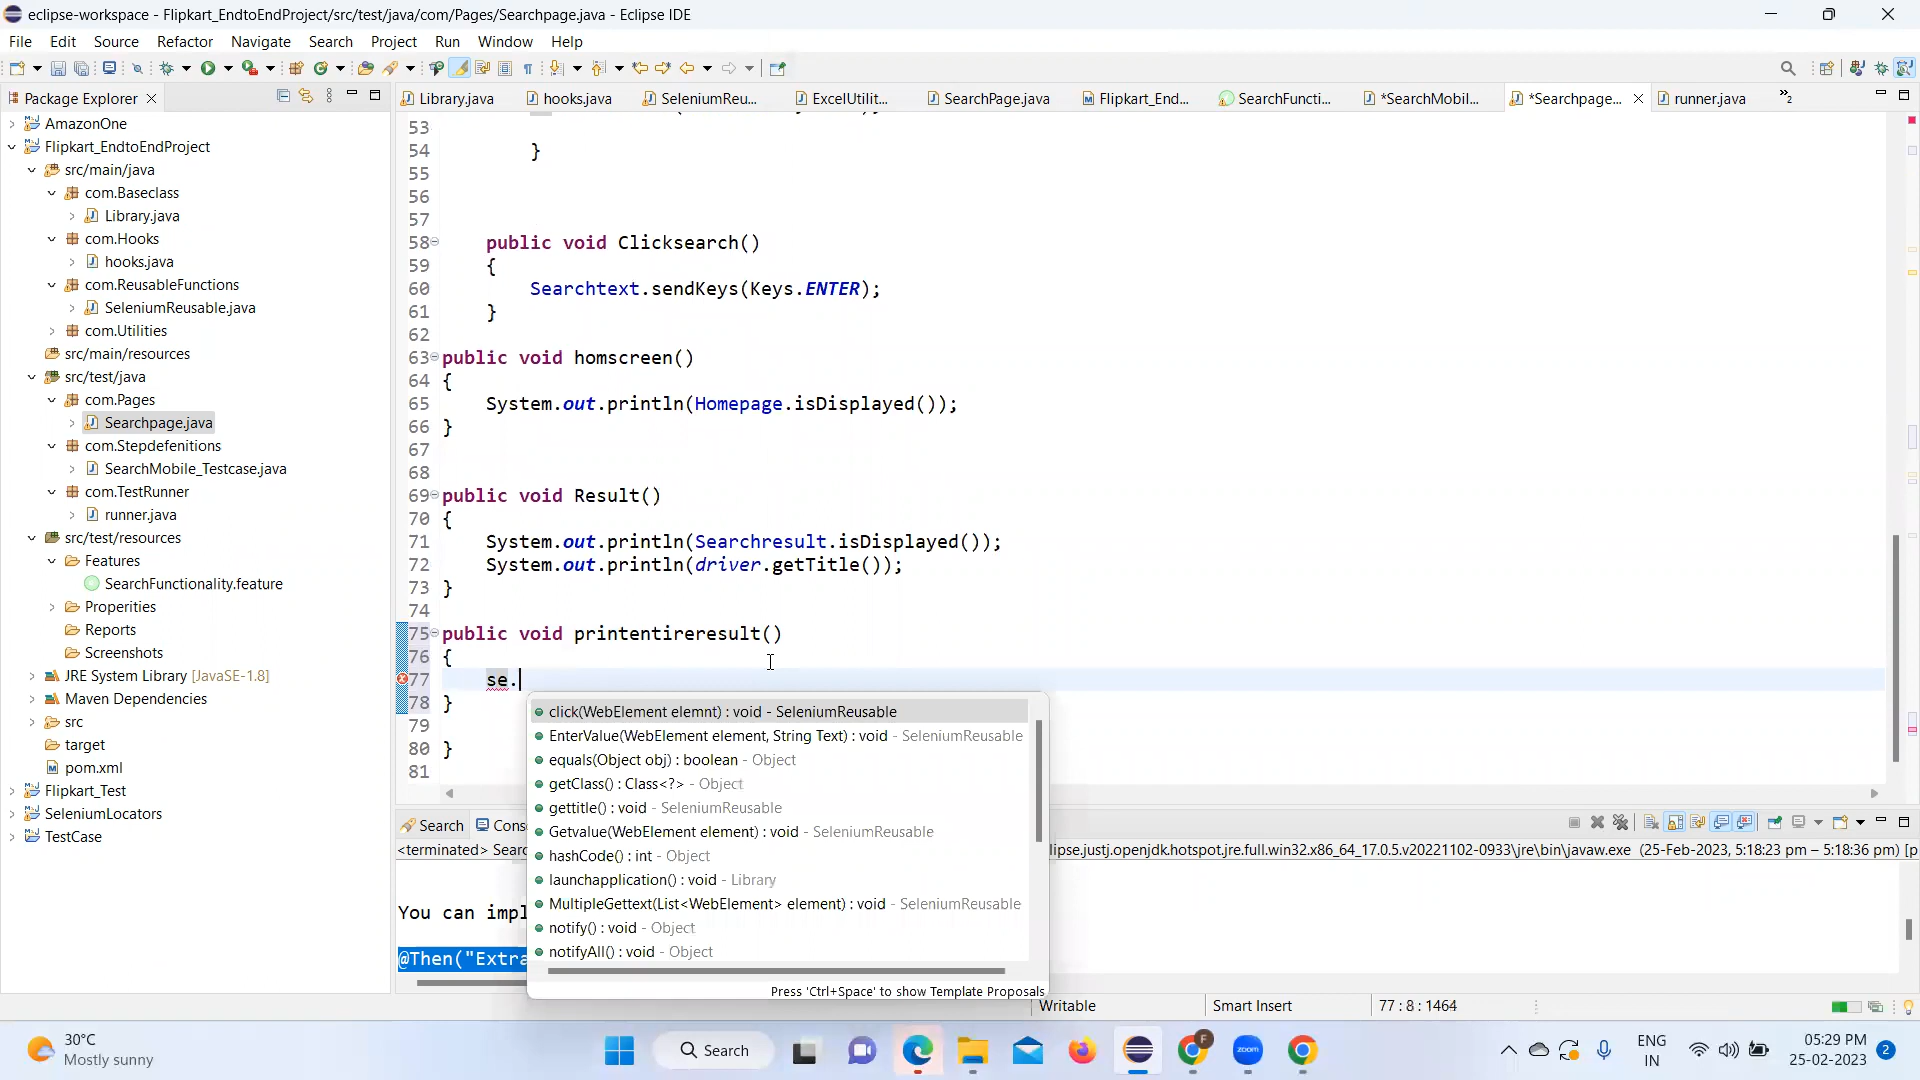 eclipse-workspace - Flipkart_EndtoEndProject/src/test/java/com/Pages/Searchpage.java - Eclipse IDE
File Edit Source Refactor Navigate Search Project Run Window Help
Package Explorer
Library.java hooks.java SeleniumReu... ExcelUtilit... SearchPage.java Flipkart_End... SearchFuncti... *SearchMobil... *Searchpage... runner.java »2
AmazonOne
Flipkart_EndtoEndProject
src/main/java
com.Baseclass
Library.java
com.Hooks
hooks.java
com.ReusableFunctions
SeleniumReusable.java
com.Utilities
src/main/resources
src/test/java
com.Pages
Searchpage.java
com.Stepdefenitions
SearchMobile_Testcase.java
com.TestRunner
runner.java
src/test/resources
Features
SearchFunctionality.feature
Properities
Reports
Screenshots
JRE System Library [JavaSE-1.8]
Maven Dependencies
src
target
pom.xml
Flipkart_Test
SeleniumLocators
TestCase
53
54 }
55
56
57
58 public void Clicksearch()
59 {
60 Searchtext.sendKeys(Keys.ENTER);
61 }
62
63 public void homscreen()
64 {
65 System.out.println(Homepage.isDisplayed());
66 }
67
68
69 public void Result()
70 {
71 System.out.println(Searchresult.isDisplayed());
72 System.out.println(driver.getTitle());
73 }
74
75 public void printentireresult()
76 {
77 se.
78 }
79
80 }
81
click(WebElement elemnt) : void - SeleniumReusable
EnterValue(WebElement element, String Text) : void - SeleniumReusable
equals(Object obj) : boolean - Object
getClass() : Class<?> - Object
gettitle() : void - SeleniumReusable
Getvalue(WebElement element) : void - SeleniumReusable
hashCode() : int - Object
launchapplication() : void - Library
MultipleGettext(List<WebElement> element) : void - SeleniumReusable
notify() : void - Object
notifyAll() : void - Object
Press 'Ctrl+Space' to show Template Proposals
Search Cons
<terminated> Searc lipse.justj.openjdk.hotspot.jre.full.win32.x86_64_17.0.5.v20221102-0933\jre\bin\javaw.exe (25-Feb-2023, 5:18:23 pm – 5:18:36 pm) [p
You can impl
@Then("Extra
Writable Smart Insert 77 : 8 : 1464
30°C
Mostly sunny
Search
F
zoom
ENG
IN
05:29 PM
25-02-2023
2